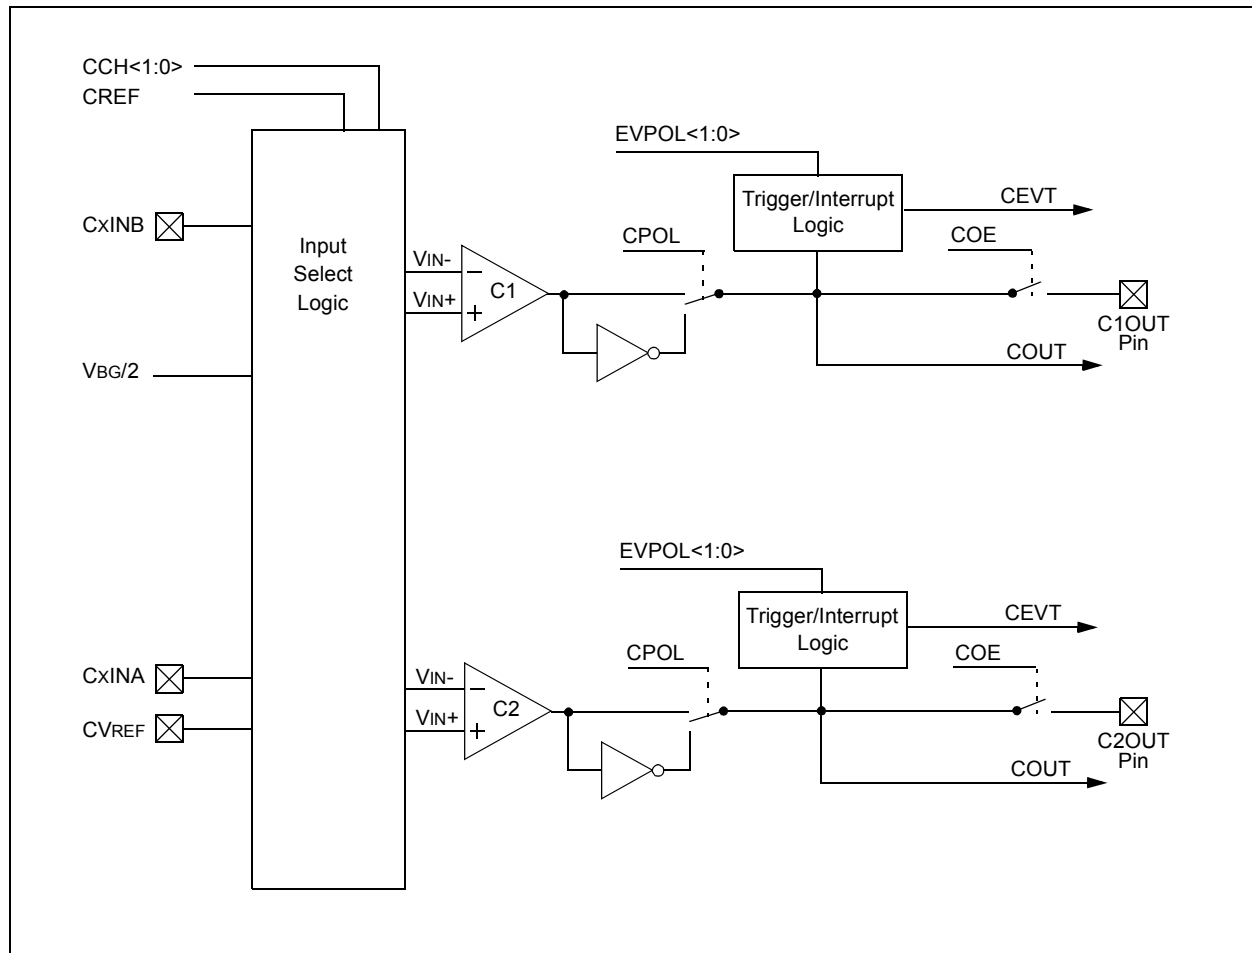 CCH<1:0>
CREF
CxINB
VBG/2
CxINA
CVREF
Input
Select
Logic
VIN-
VIN+
C1
EVPOL<1:0>
Trigger/Interrupt
Logic
CEVT
CPOL
COE
C1OUT
Pin
COUT
VIN-
VIN+
C2
EVPOL<1:0>
Trigger/Interrupt
Logic
CEVT
CPOL
COE
C2OUT
Pin
COUT